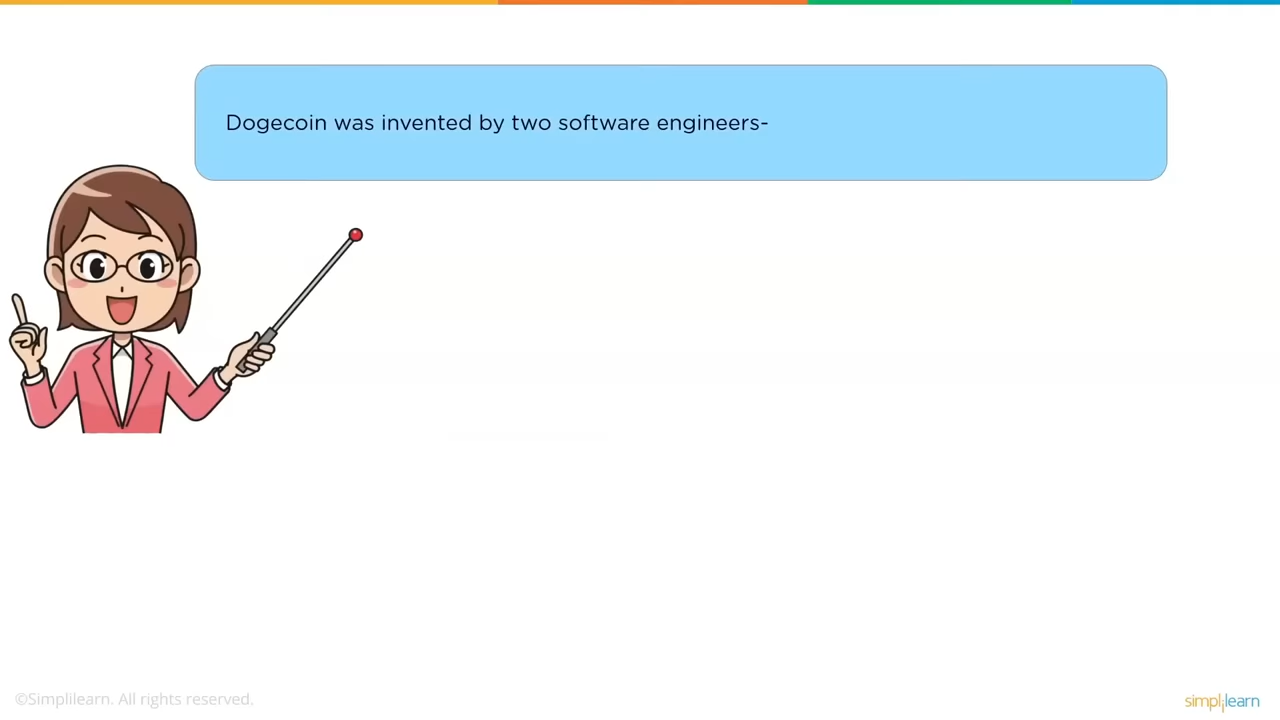 Dogecoin was invented by two software engineers-
©Simplilearn. All rights reserved.
simplilearn